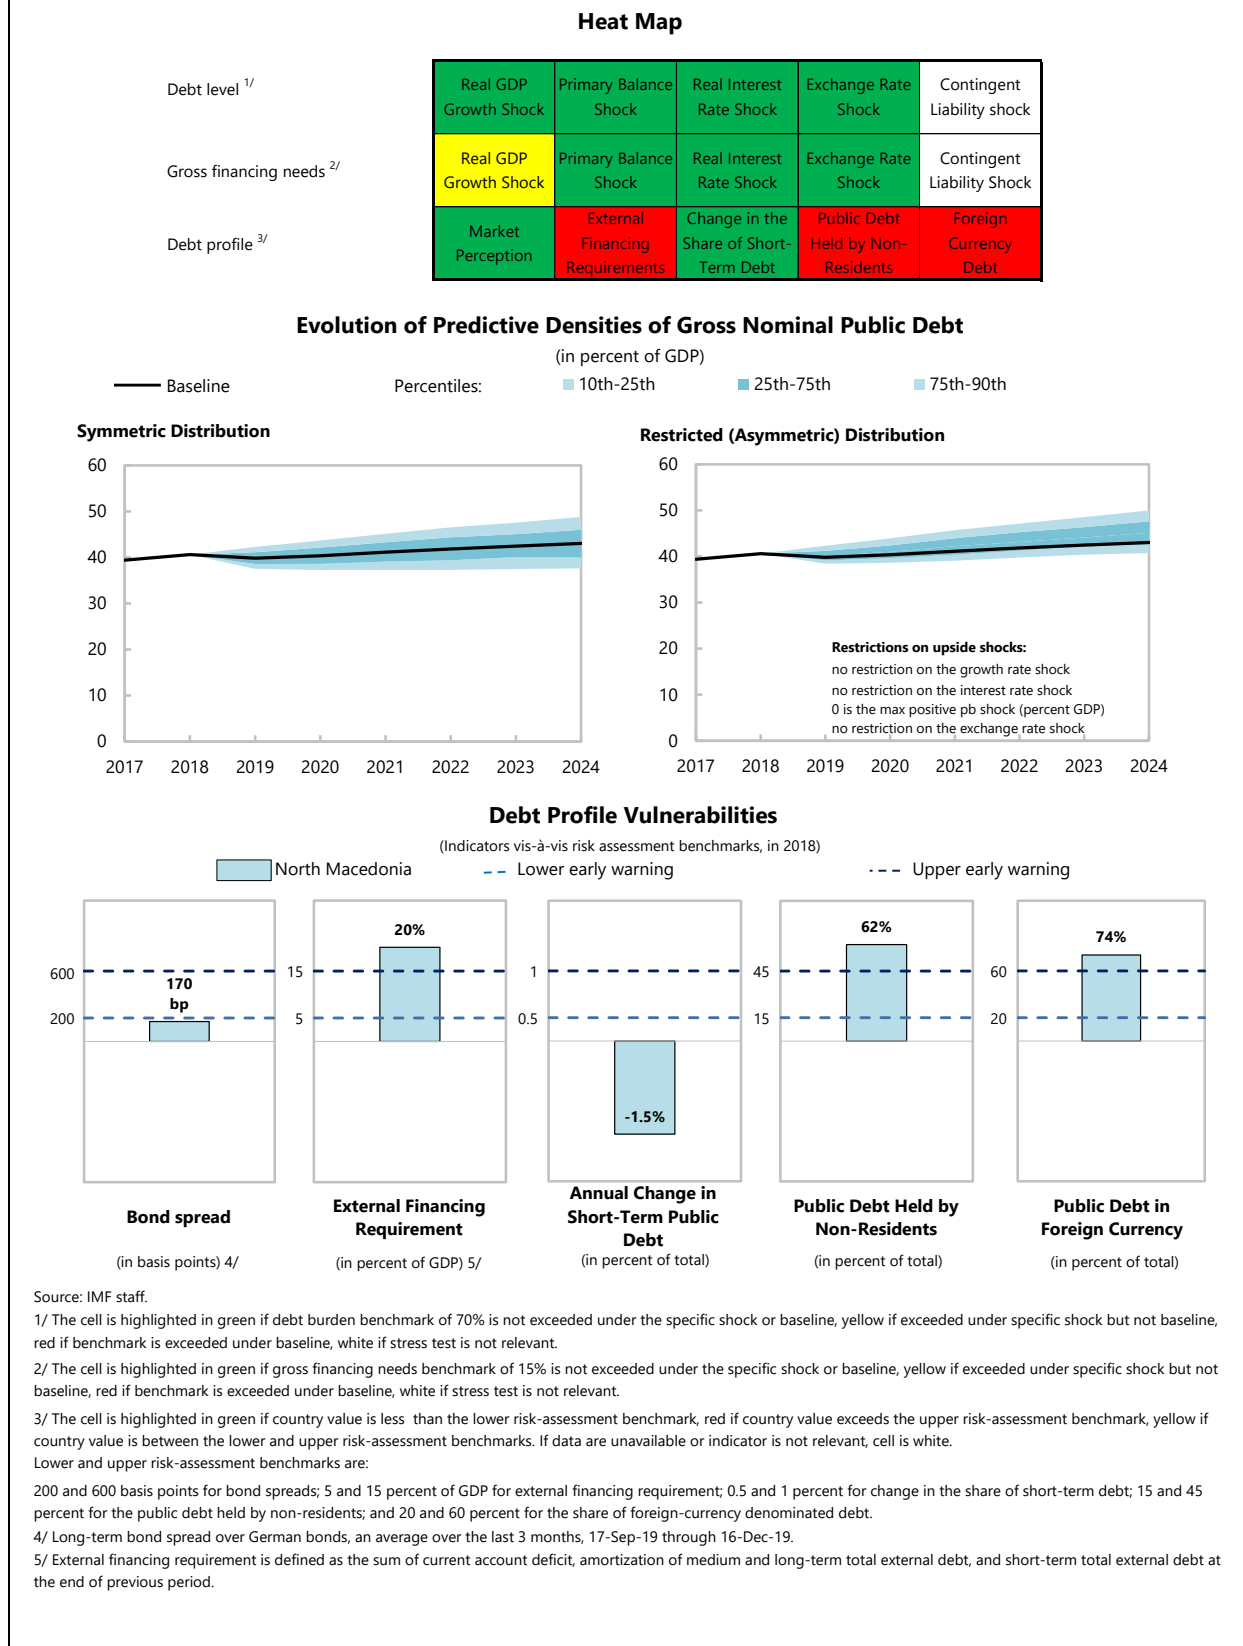 Heat Map
Debt level 1/
Real GDP Growth Shock
Primary Balance Shock
Real Interest Rate Shock
Exchange Rate Shock
Contingent Liability shock
Gross financing needs 2/
Real GDP Growth Shock
Primary Balance Shock
Real Interest Rate Shock
Exchange Rate Shock
Contingent Liability Shock
Debt profile 3/
Market Perception
External Financing Requirements
Change in the Share of Short-Term Debt
Public Debt Held by Non-Residents
Foreign Currency Debt
Evolution of Predictive Densities of Gross Nominal Public Debt
(in percent of GDP)
Baseline
Percentiles:
10th-25th
25th-75th
75th-90th
Symmetric Distribution
60
50
40
30
20
10
0
2017 2018 2019 2020 2021 2022 2023 2024
Restricted (Asymmetric) Distribution
60
50
40
30
20
10
0
Restrictions on upside shocks:
no restriction on the growth rate shock
no restriction on the interest rate shock
0 is the max positive pb shock (percent GDP)
no restriction on the exchange rate shock
2017 2018 2019 2020 2021 2022 2023 2024
Debt Profile Vulnerabilities
(Indicators vis-à-vis risk assessment benchmarks, in 2018)
North Macedonia
Lower early warning
Upper early warning
600
200
170
bp
Bond spread
(in basis points) 4/
15
5
20%
External Financing
Requirement
(in percent of GDP) 5/
1
0.5
-1.5%
Annual Change in
Short-Term Public
Debt
(in percent of total)
45
15
62%
Public Debt Held by
Non-Residents
(in percent of total)
60
20
74%
Public Debt in
Foreign Currency
(in percent of total)
Source: IMF staff.
1/ The cell is highlighted in green if debt burden benchmark of 70% is not exceeded under the specific shock or baseline, yellow if exceeded under specific shock but not baseline,
red if benchmark is exceeded under baseline, white if stress test is not relevant.
2/ The cell is highlighted in green if gross financing needs benchmark of 15% is not exceeded under the specific shock or baseline, yellow if exceeded under specific shock but not
baseline, red if benchmark is exceeded under baseline, white if stress test is not relevant.
3/ The cell is highlighted in green if country value is less than the lower risk-assessment benchmark, red if country value exceeds the upper risk-assessment benchmark, yellow if
country value is between the lower and upper risk-assessment benchmarks. If data are unavailable or indicator is not relevant, cell is white.
Lower and upper risk-assessment benchmarks are:
200 and 600 basis points for bond spreads; 5 and 15 percent of GDP for external financing requirement; 0.5 and 1 percent for change in the share of short-term debt; 15 and 45
percent for the public debt held by non-residents; and 20 and 60 percent for the share of foreign-currency denominated debt.
4/ Long-term bond spread over German bonds, an average over the last 3 months, 17-Sep-19 through 16-Dec-19.
5/ External financing requirement is defined as the sum of current account deficit, amortization of medium and long-term total external debt, and short-term total external debt at
the end of previous period.